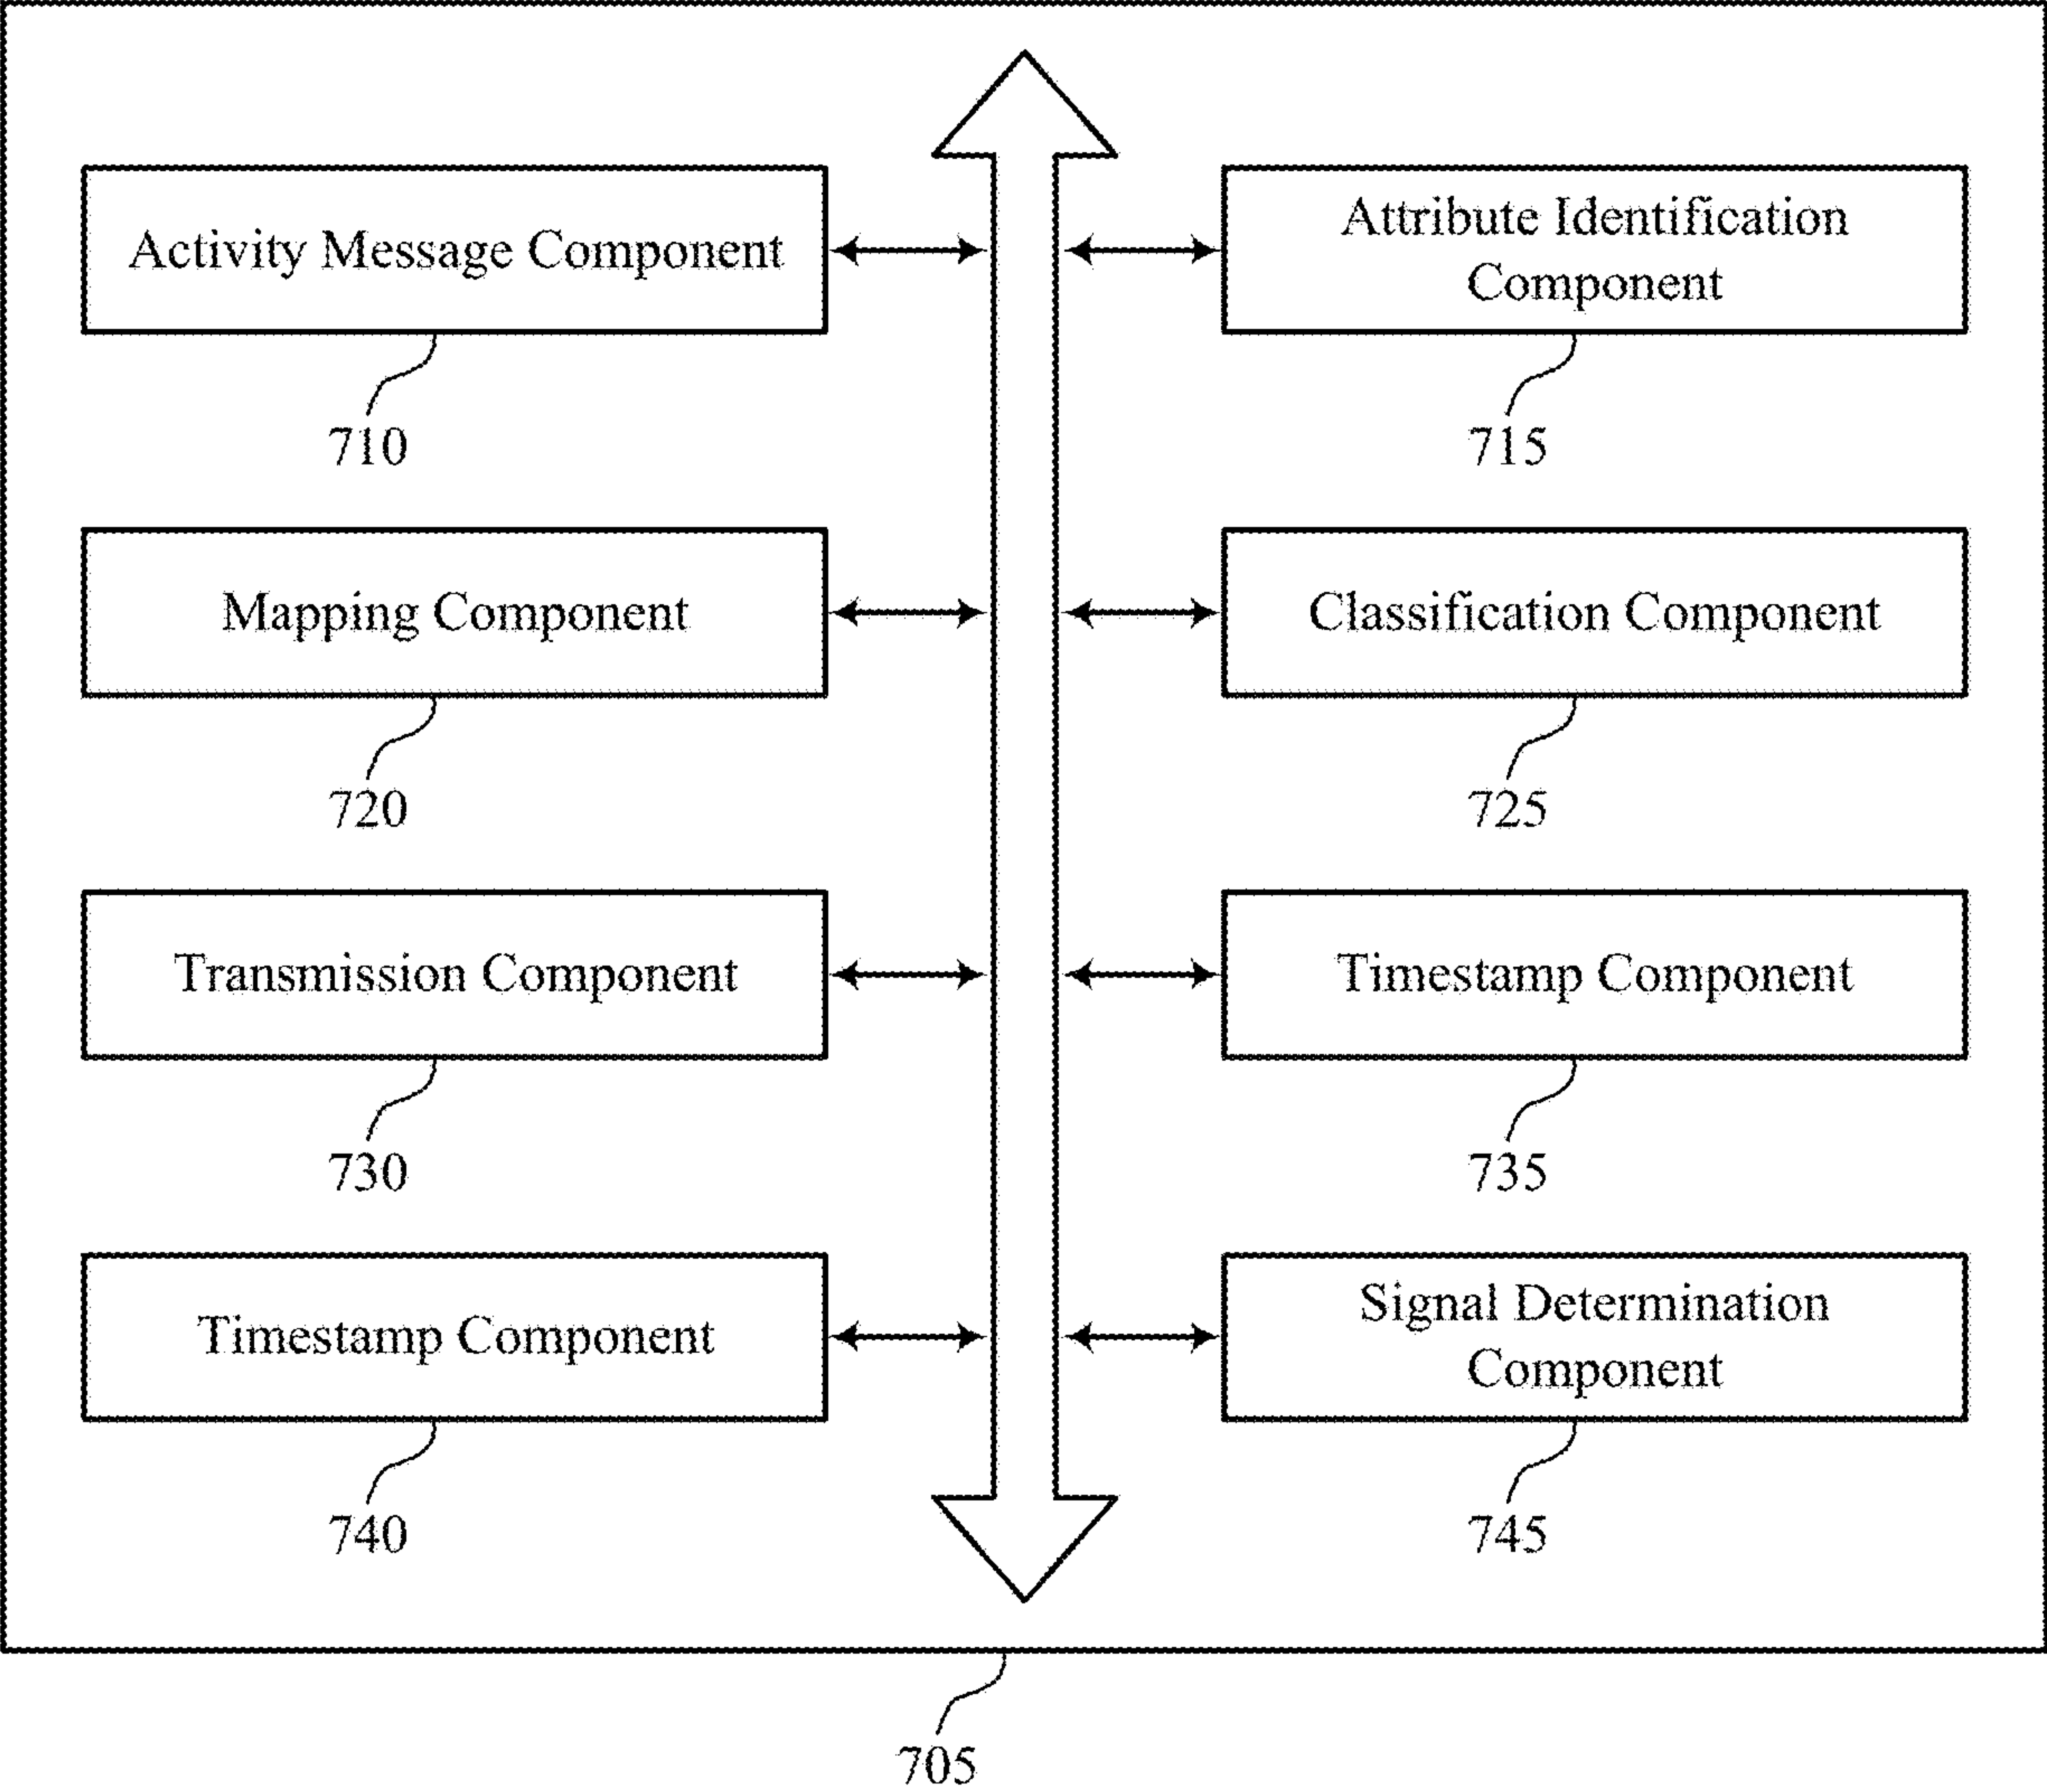 Activity Message Component
710
Attribute Identification
Component
715
Mapping Component
720
Classification Component
725
Transmission Component
730
Timestamp Component
735
Timestamp Component
740
Signal Determination
Component
745
705